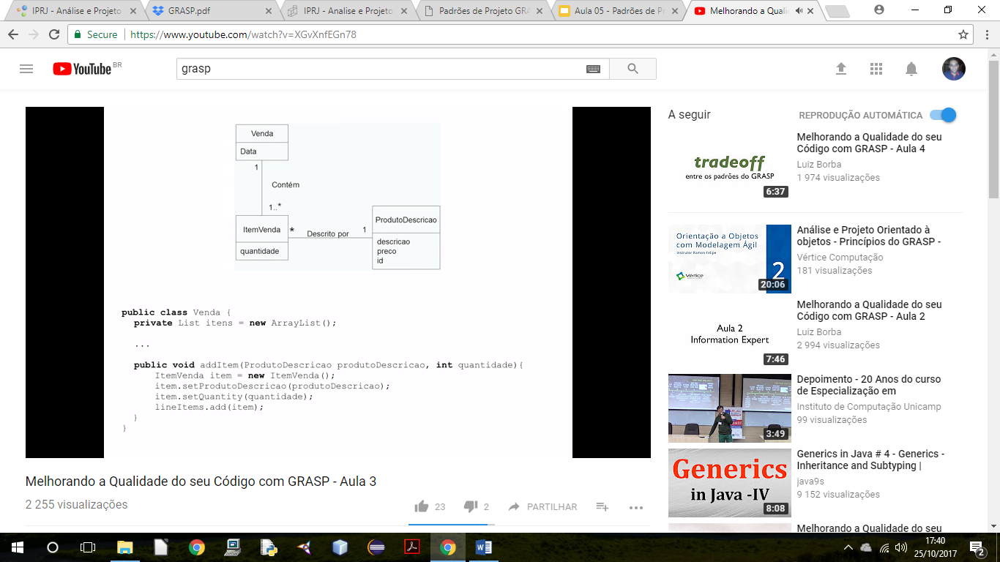 IPRJ - Análise e Projeto
GRASP.pdf
IPRJ - Analise e Projeto
Padrões de Projeto GRA
Aula 05 - Padrões de P
Melhorando a Quali
Secure
https://www.youtube.com/watch?v=XGvXnfEGn78
YouTube BR
grasp
Venda
Data
1
Contém
1..*
ItemVenda
quantidade
*
Descrito por
1
ProdutoDescricao
descricao
preco
id
public class Venda {
private List itens = new ArrayList();
...
public void addItem(ProdutoDescricao produtoDescricao, int quantidade){
ItemVenda item = new ItemVenda();
item.setProdutoDescricao(produtoDescricao);
item.setQuantity(quantidade);
lineItems.add(item);
}
}
Melhorando a Qualidade do seu Código com GRASP - Aula 3
2 255 visualizações
23
2
PARTILHAR
A seguir
REPRODUÇÃO AUTOMÁTICA
tradeoff
entre os padrões do GRASP
6:37
Melhorando a Qualidade do seu
Código com GRASP - Aula 4
Luiz Borba
1 974 visualizações
Orientação a Objetos
com Modelagem Ágil
Instrutor Ramon Felipe
Vértice
2
20:06
Análise e Projeto Orientado à
objetos - Princípios do GRASP -
Vértice Computação
181 visualizações
Aula 2
Information Expert
7:46
Melhorando a Qualidade do seu
Código com GRASP - Aula 2
Luiz Borba
2 994 visualizações
3:49
Depoimento - 20 Anos do curso
de Especialização em
Instituto de Computação Unicamp
99 visualizações
Generics
in Java -IV
8:08
Generics in Java # 4 - Generics -
Inheritance and Subtyping |
java9s
9 152 visualizações
Melhorando a Qualidade do seu
17:40
25/10/2017
2